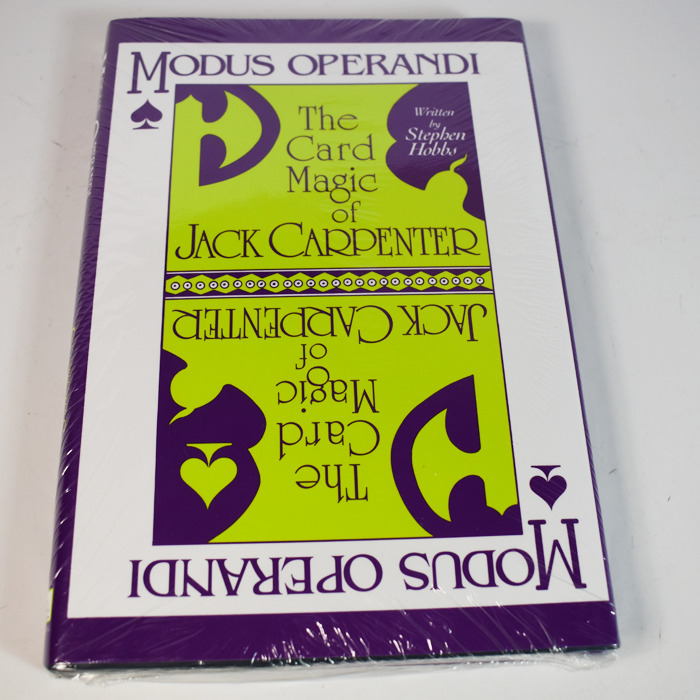 MODUS OPERANDI
The
Card
Magic
of
JACK CARPENTER
Written
by
Stephen
Hobbs
JACK CARPENTER
of
Magic
Card
The
MODUS OPERANDI